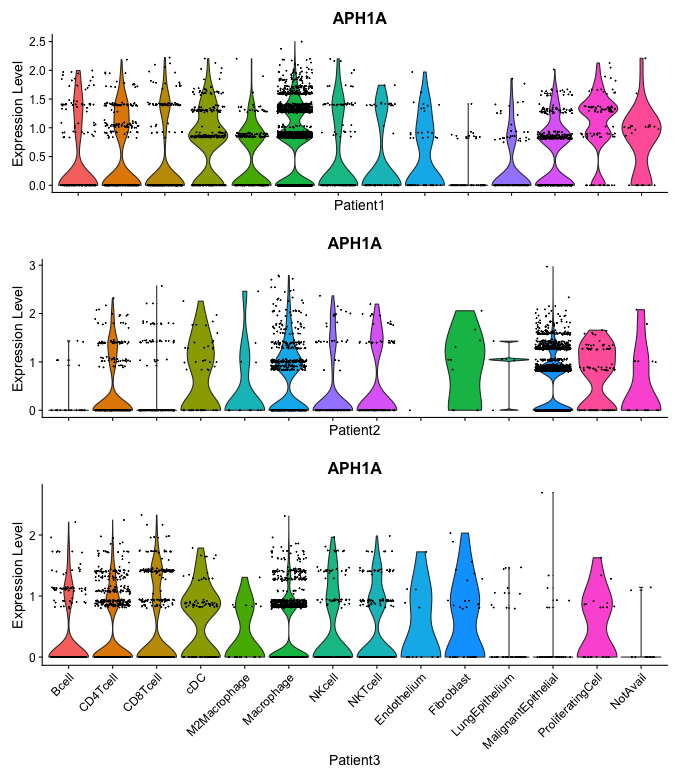 APH1A
Expression Level
2.5
2.0
1.5
1.0
0.5
0.0
Patient1
APH1A
Expression Level
3
2
1
0
Patient2
APH1A
Expression Level
2
1
0
Bcell
CD4Tcell
CD8Tcell
cDC
M2Macrophage
Macrophage
NKcell
NKTcell
Endothelium
Fibroblast
LungEpithelium
MalignantEpithelial
ProliferatingCell
NotAvail
Patient3